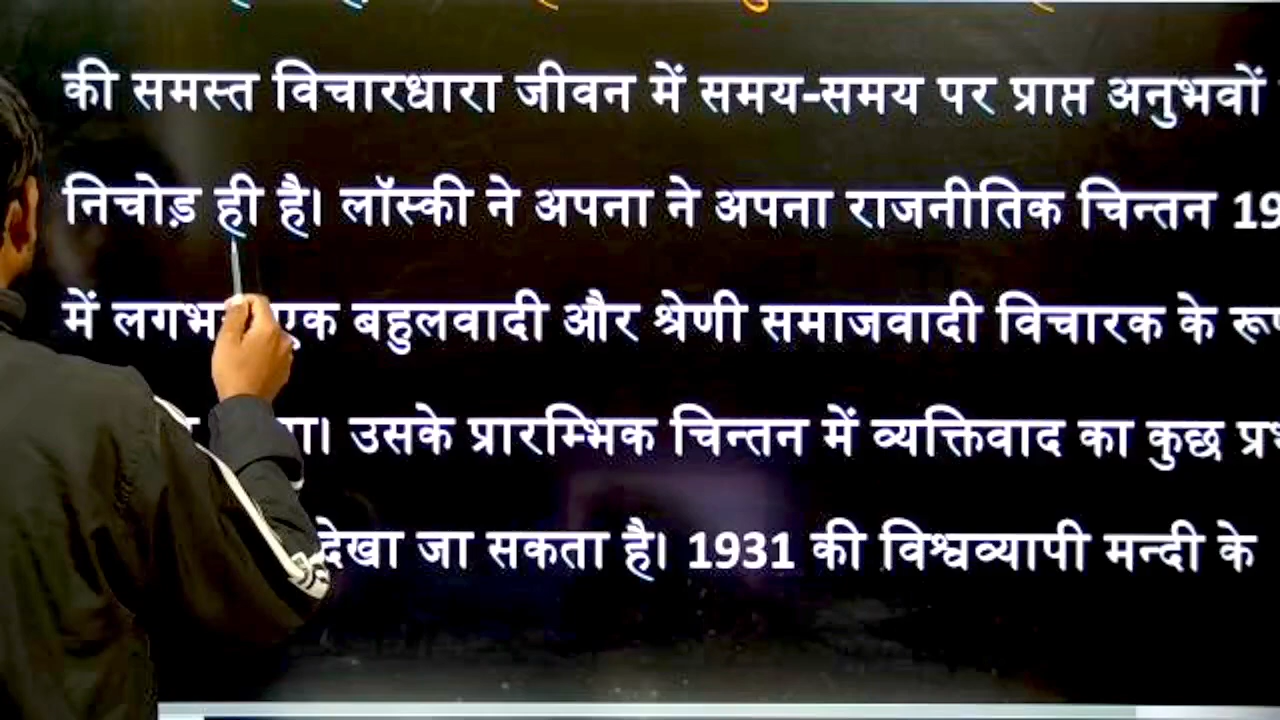 की समस्त विचारधारा जीवन में समय-समय पर प्राप्त अनुभवों
निचोड़ ही है। लॉस्की ने अपना ने अपना राजनीतिक चिन्तन 19
में एक बहुलवादी और श्रेणी समाजवादी विचारक के
उसके प्रारम्भिक चिन्तन में व्यक्तिवाद का कुछ
देखा जा सकता है। 1931 की विश्वव्यापी मन्दी के